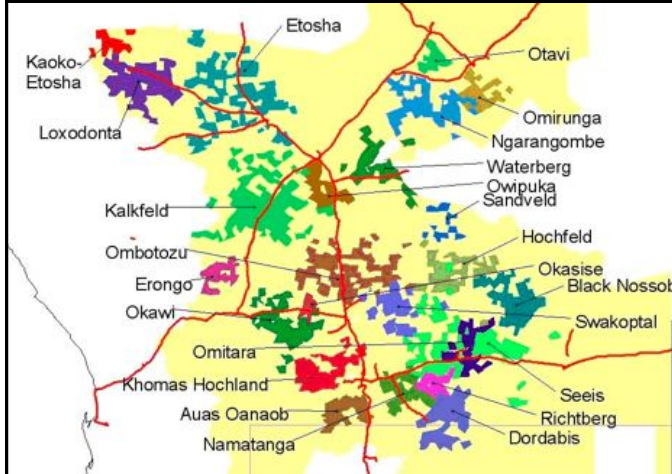 Etosha
Otavi
Kaoko-
Etosha
Omirunga
Loxodonta
Ngarangombe
Waterberg
Owipuka
Sandveld
Kalkfeld
Hochfeld
Ombotozu
Okasise
Erongo
Black Nossob
Okawi
Swakoptal
Omitara
Khomas Hochland
Seeis
Auas Oanaob
Richtberg
Namatanga
Dordabis